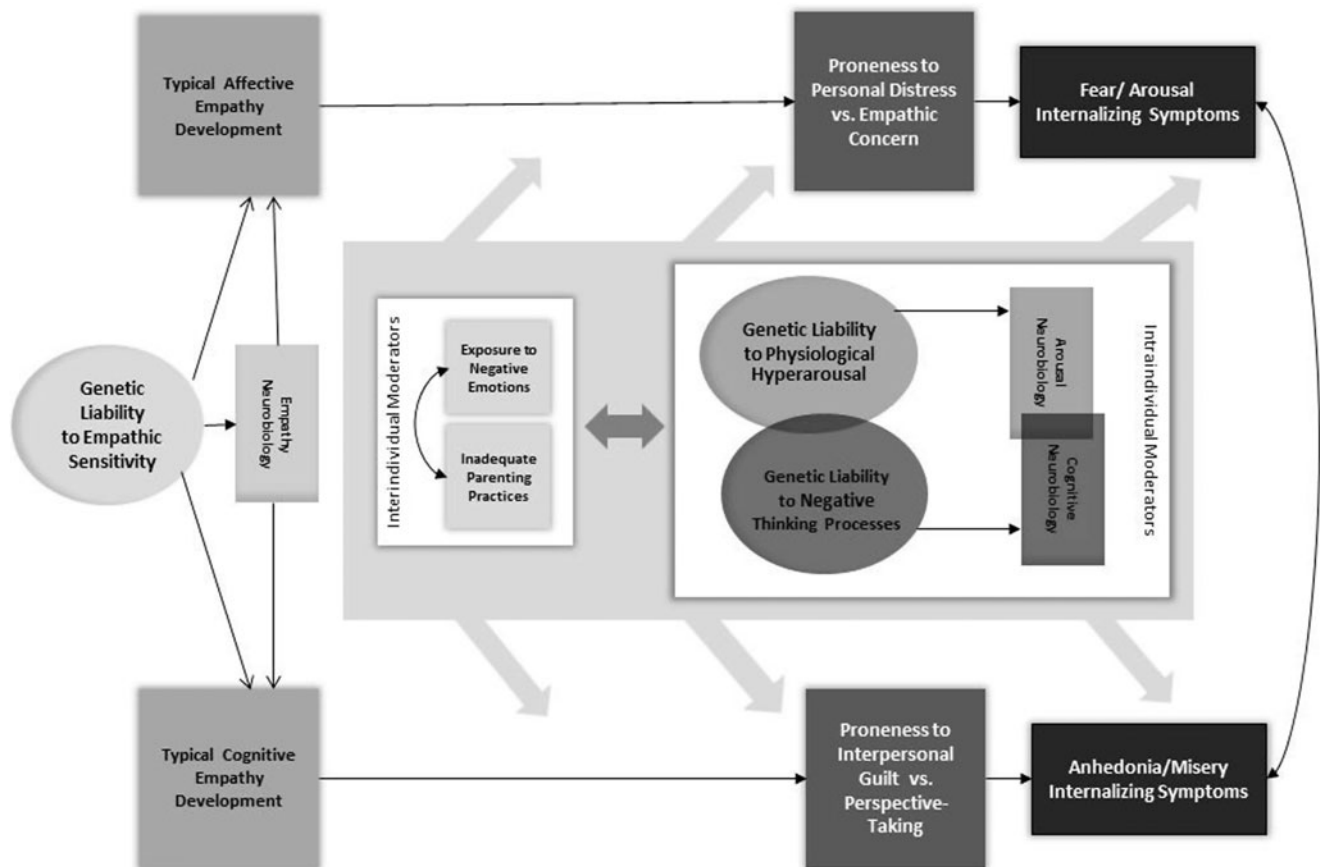 Typical Affective
Empathy
Development
Proneness to
Personal Distress
vs. Empathic
Concern
Fear/ Arousal
Internalizing Symptoms
Genetic
Liability
to Empathic
Sensitivity
Empathy
Neurobiology
Interindividual Moderators
Exposure to
Negative
Emotions
Inadequate
Parenting
Practices
Genetic Liability
to Physiological
Hyperarousal
Genetic Liability
to Negative
Thinking Processes
Arousal
Neurobiology
Cognitive
Neurobiology
Intraindividual Moderators
Typical Cognitive
Empathy
Development
Proneness to
Interpersonal
Guilt vs.
Perspective-
Taking
Anhedonia/Misery
Internalizing Symptoms